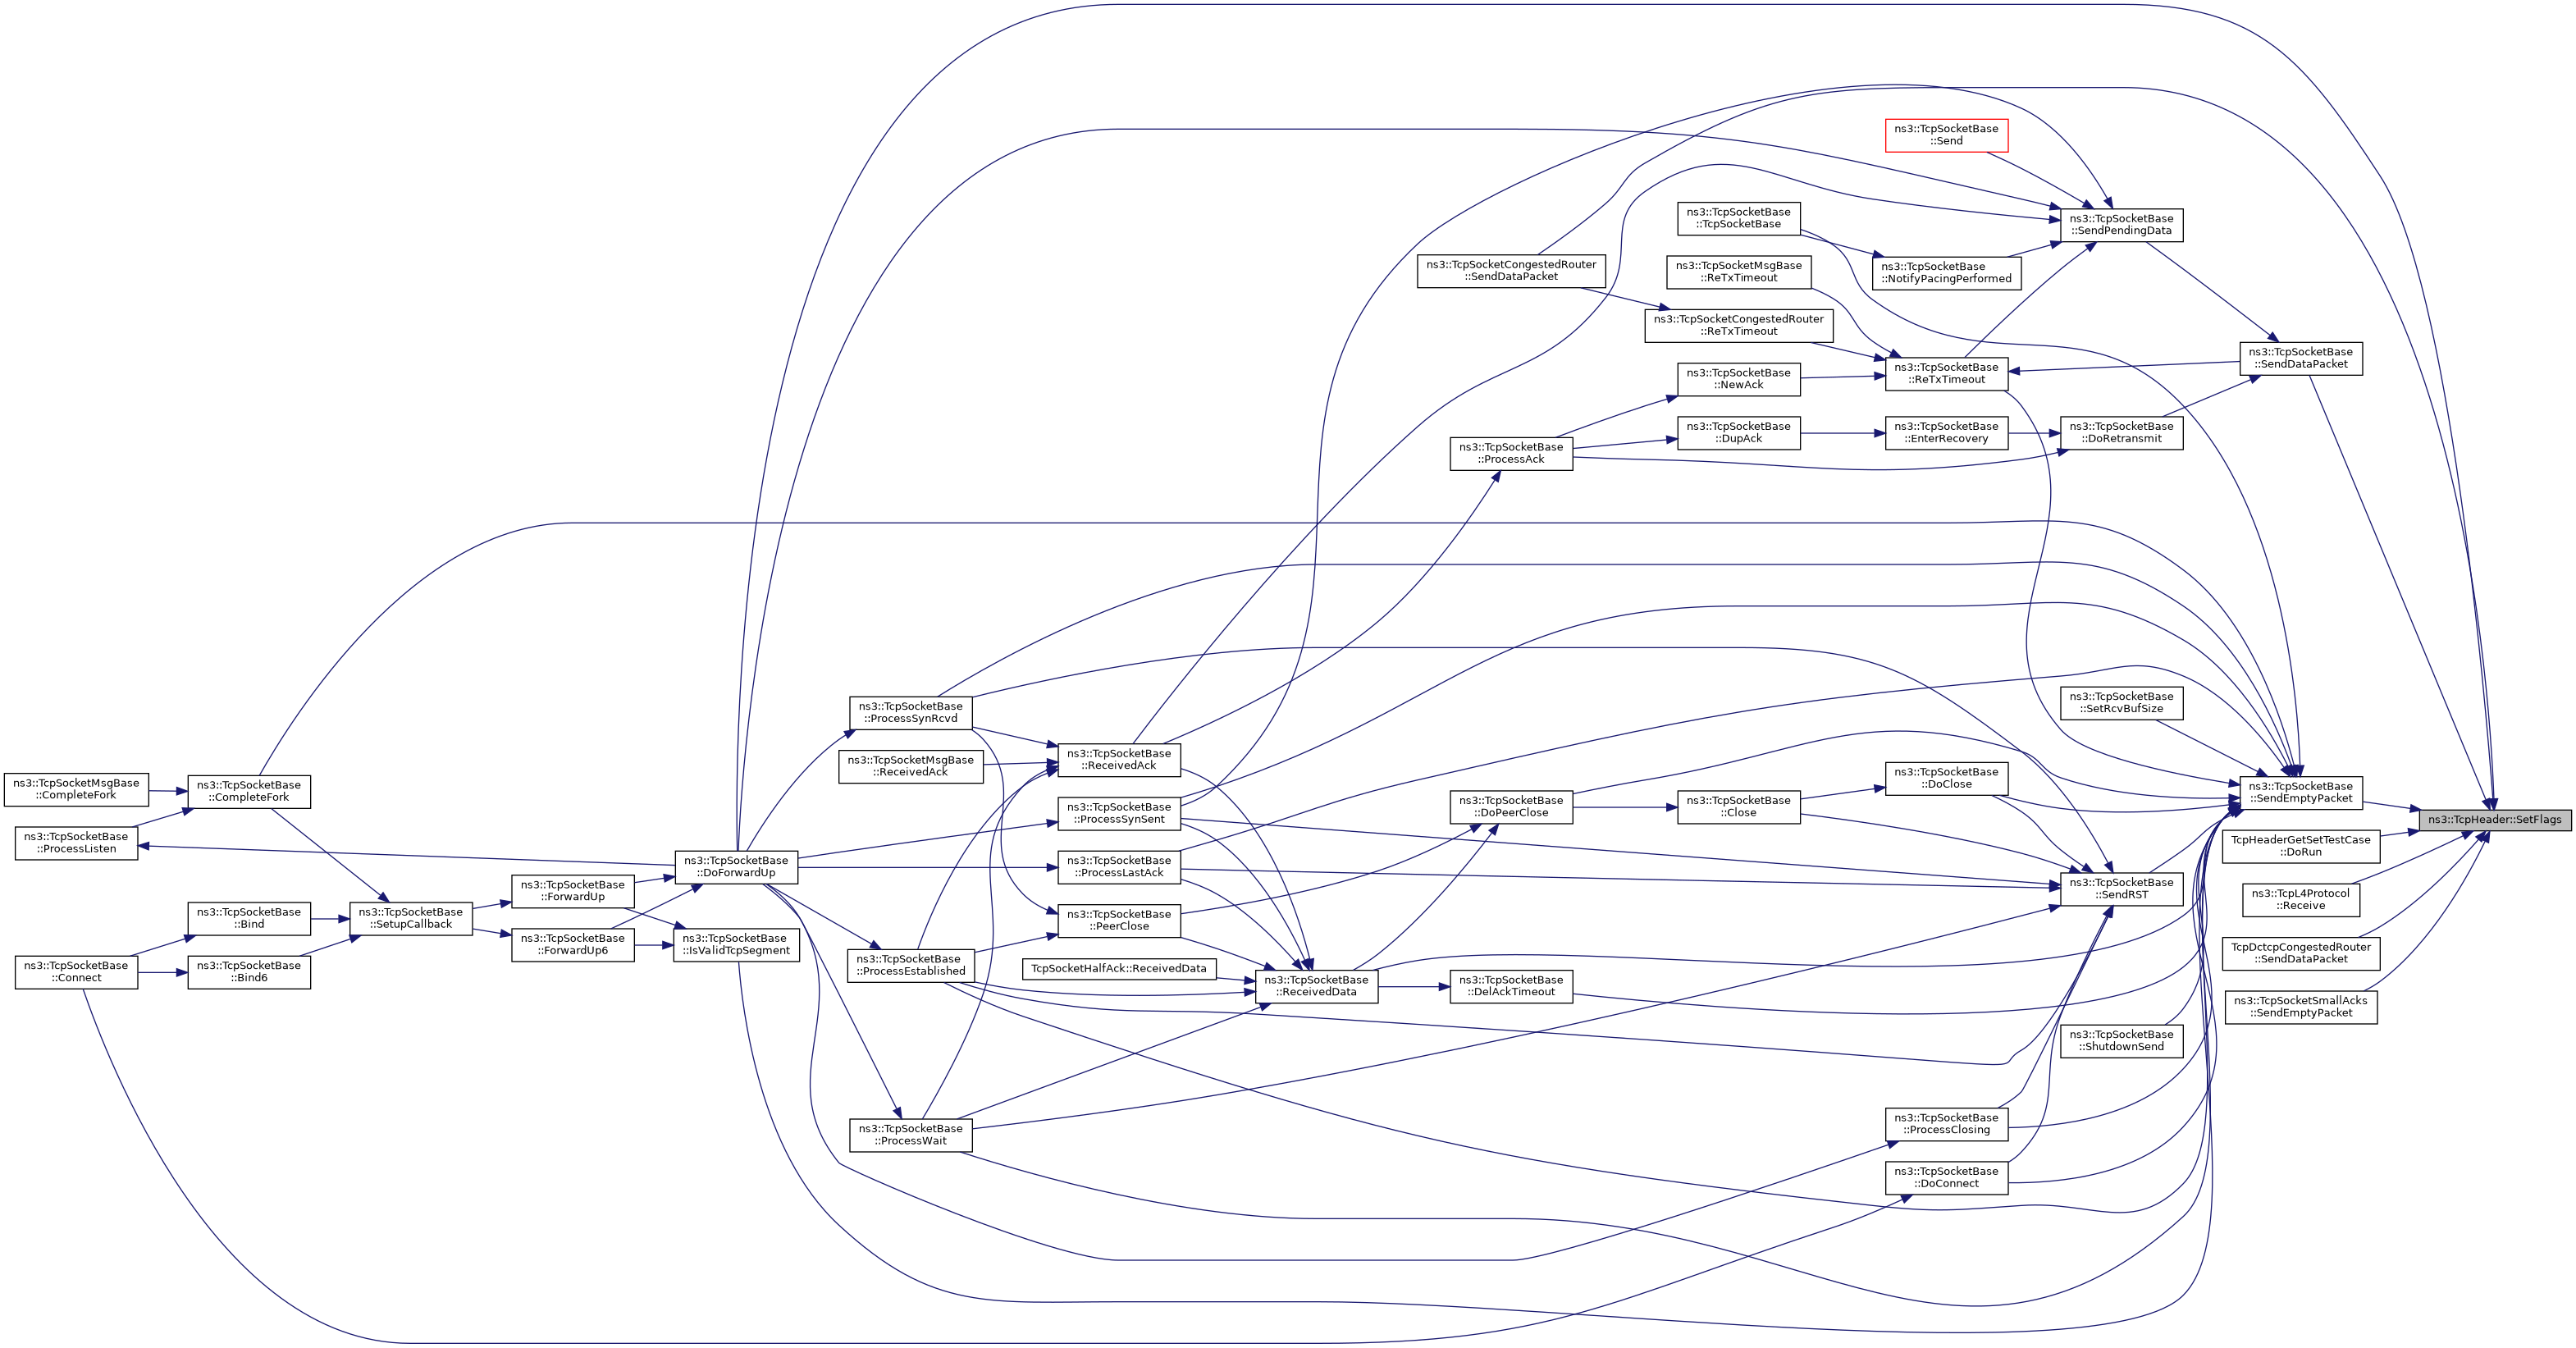 ns3::TcpSocketBase
::Send
ns3::TcpSocketBase
::TcpSocketBase
ns3::TcpSocketBase
::SendPendingData
ns3::TcpSocketCongestedRouter
::SendDataPacket
ns3::TcpSocketMsgBase
::ReTxTimeout
ns3::TcpSocketBase
::NotifyPacingPerformed
ns3::TcpSocketCongestedRouter
::ReTxTimeout
ns3::TcpSocketBase
::SendDataPacket
ns3::TcpSocketBase
::NewAck
ns3::TcpSocketBase
::ReTxTimeout
ns3::TcpSocketBase
::ProcessAck
ns3::TcpSocketBase
::DupAck
ns3::TcpSocketBase
::EnterRecovery
ns3::TcpSocketBase
::DoRetransmit
ns3::TcpSocketBase
::ProcessSynRcvd
ns3::TcpSocketBase
::SetRcvBufSize
ns3::TcpSocketMsgBase
::ReceivedAck
ns3::TcpSocketBase
::ReceivedAck
ns3::TcpSocketMsgBase
::CompleteFork
ns3::TcpSocketBase
::CompleteFork
ns3::TcpSocketBase
::ProcessSynSent
ns3::TcpSocketBase
::DoPeerClose
ns3::TcpSocketBase
::Close
ns3::TcpSocketBase
::DoClose
ns3::TcpSocketBase
::SendEmptyPacket
ns3::TcpHeader::SetFlags
ns3::TcpSocketBase
::ProcessListen
ns3::TcpSocketBase
::DoForwardUp
ns3::TcpSocketBase
::ProcessLastAck
TcpHeaderGetSetTestCase
::DoRun
ns3::TcpSocketBase
::ForwardUp
ns3::TcpSocketBase
::SendRST
ns3::TcpL4Protocol
::Receive
ns3::TcpSocketBase
::Bind
ns3::TcpSocketBase
::SetupCallback
ns3::TcpSocketBase
::PeerClose
ns3::TcpSocketBase
::ForwardUp6
ns3::TcpSocketBase
::IsValidTcpSegment
TcpDctcpCongestedRouter
::SendDataPacket
ns3::TcpSocketBase
::Connect
ns3::TcpSocketBase
::Bind6
ns3::TcpSocketBase
::ProcessEstablished
TcpSocketHalfAck::ReceivedData
ns3::TcpSocketBase
::ReceivedData
ns3::TcpSocketBase
::DelAckTimeout
ns3::TcpSocketSmallAcks
::SendEmptyPacket
ns3::TcpSocketBase
::ShutdownSend
ns3::TcpSocketBase
::ProcessWait
ns3::TcpSocketBase
::ProcessClosing
ns3::TcpSocketBase
::DoConnect